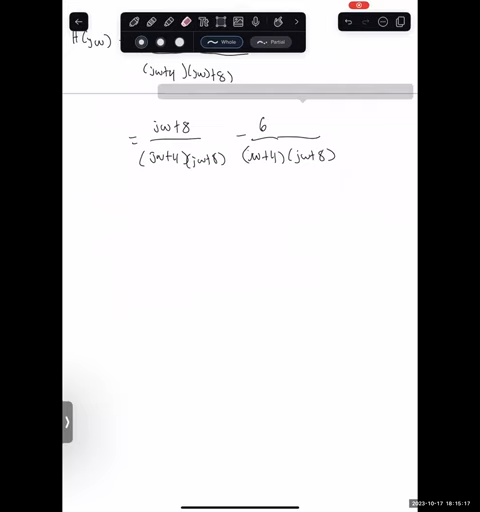 H(jω)
(jω+4)(jω)+8)
= jω+8 / (jω+4)(jω+8) - 6 / (jω+4)(jω+8)
Whole Partial
2023-10-17 18:15:17